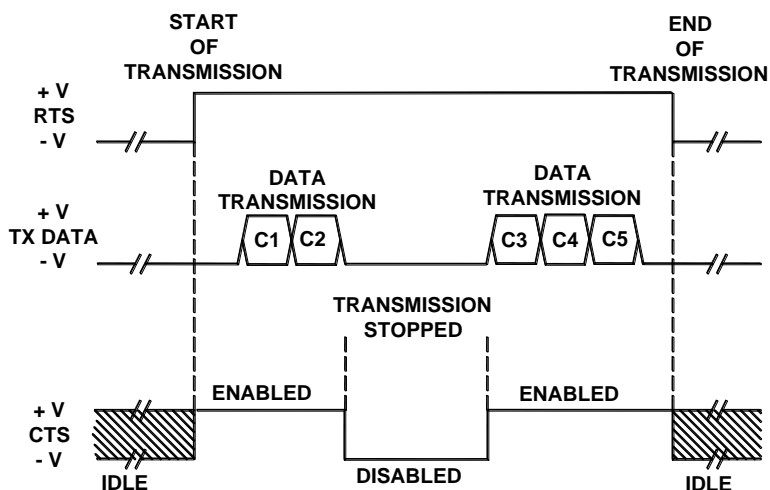 START
OF
TRANSMISSION
END
OF
TRANSMISSION
+ V
RTS
- V
DATA
TRANSMISSION
DATA
TRANSMISSION
+ V
TX DATA
- V
C1
C2
C3
C4
C5
TRANSMISSION
STOPPED
ENABLED
ENABLED
+ V
CTS
- V
IDLE
DISABLED
IDLE